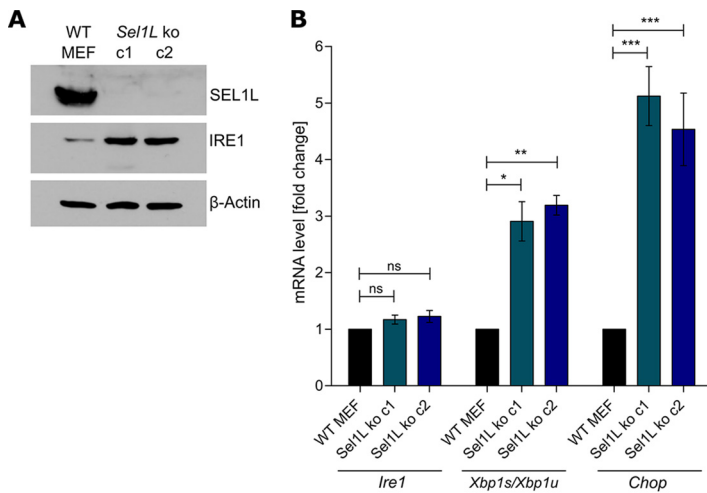 A
WT Sel1L ko
MEF c1 c2
SEL1L
IRE1
β-Actin
B
mRNA level [fold change]
6
5
4
3
2
1
0
ns
ns
*
**
***
***
WT MEF
Sel1L ko c1
Sel1L ko c2
WT MEF
Sel1L ko c1
Sel1L ko c2
WT MEF
Sel1L ko c1
Sel1L ko c2
Ire1
Xbp1s/Xbp1u
Chop